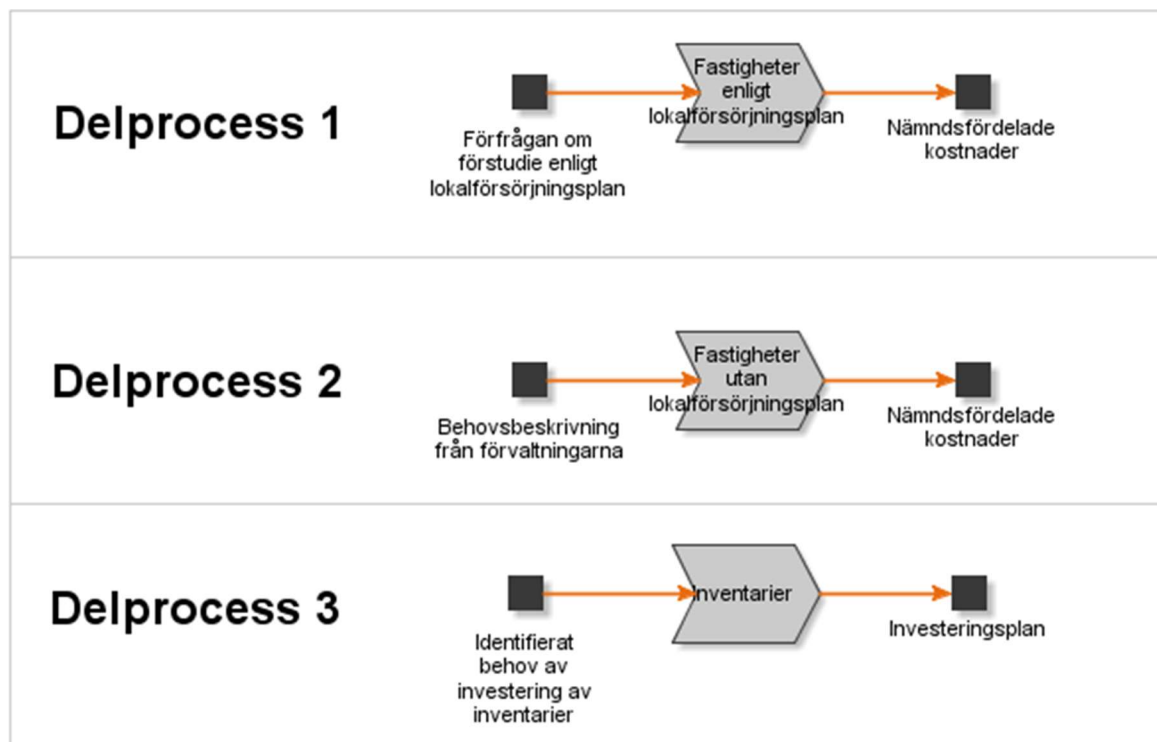 Delprocess 1
Förfrågan om
förstudie enligt
lokalförsörjningsplan
Fastigheter
enligt
lokalförsörjningsplan
Nämndsfördelade
kostnader
Delprocess 2
Behovsbeskrivning
från förvaltningarna
Fastigheter
utan
lokalförsörjningsplan
Nämndsfördelade
kostnader
Delprocess 3
Identifierat
behov av
investering av
inventarier
Inventarier
Investeringsplan